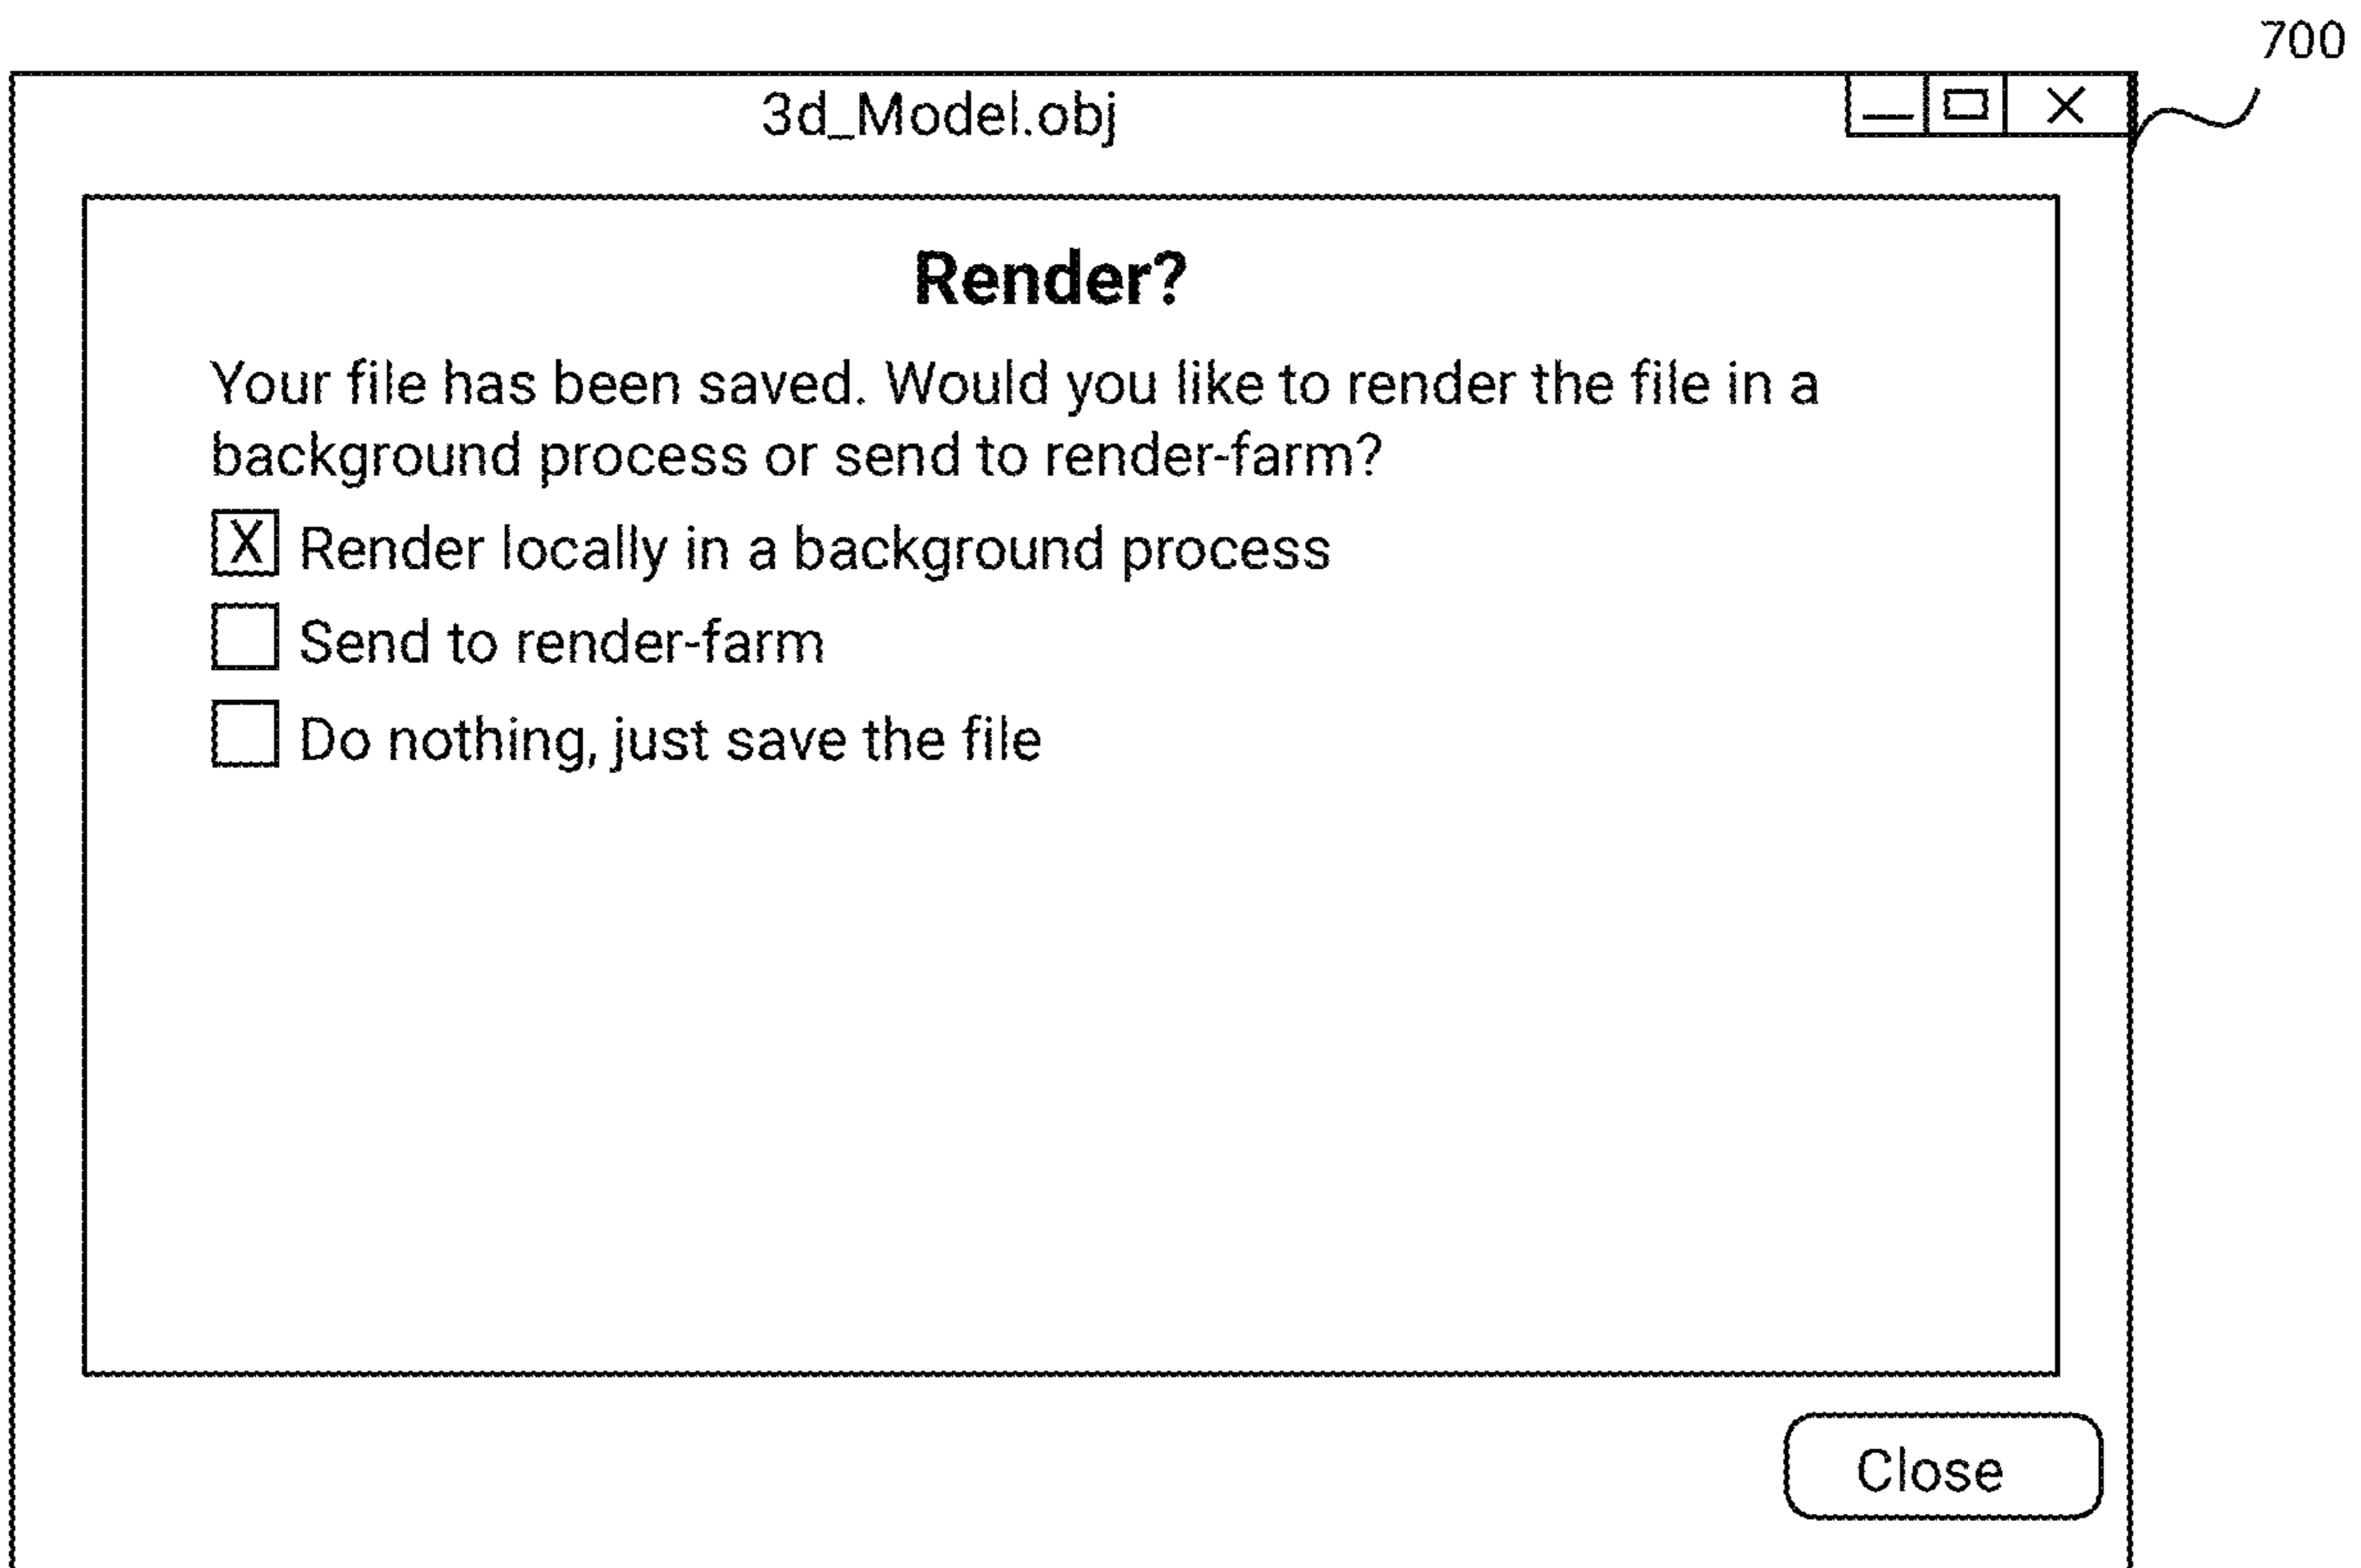 700
3d_Model.obj
Render?
Your file has been saved. Would you like to render the file in a
background process or send to render-farm?
X Render locally in a background process
Send to render-farm
Do nothing, just save the file
Close